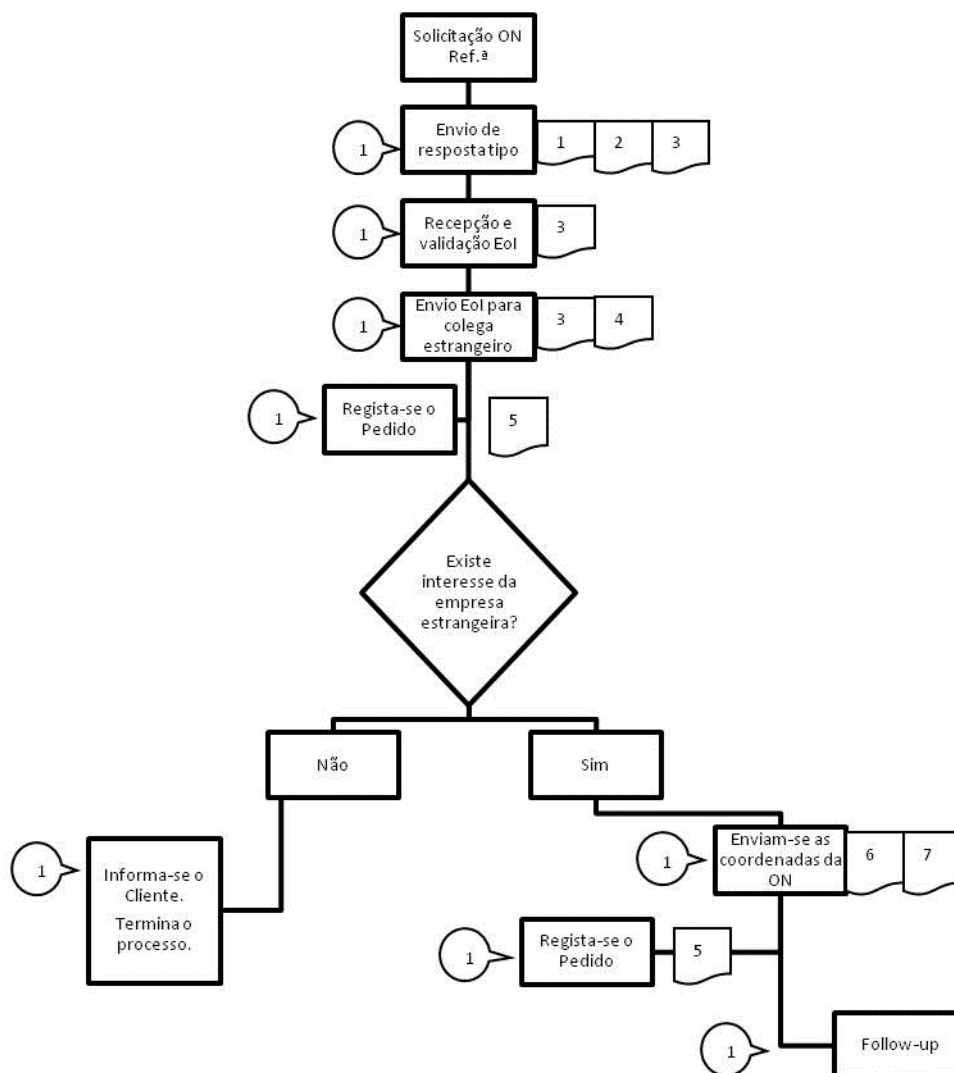 Solicitação ON
Ref.ª
1
Envio de
resposta tipo
1
2
3
1
Recepção e
validação EoI
3
1
Envio EoI para
colega
estrangeiro
3
4
1
Regista-se o
Pedido
5
Existe
interesse da
empresa
estrangeira?
Não
Sim
1
Informa-se o
Cliente.
Termina o
processo.
1
Enviam-se as
coordenadas da
ON
6
7
1
Regista-se o
Pedido
5
1
Follow-up